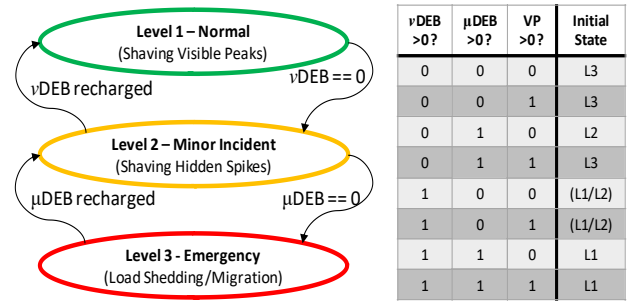 Level 1 – Normal
(Shaving Visible Peaks)
νDEB recharged
νDEB == 0
Level 2 – Minor Incident
(Shaving Hidden Spikes)
μDEB recharged
μDEB == 0
Level 3 - Emergency
(Load Shedding/Migration)
νDEB >0? μDEB >0? VP >0? Initial State
0 0 0 L3
0 0 1 L3
0 1 0 L2
0 1 1 L3
1 0 0 (L1/L2)
1 0 1 (L1/L2)
1 1 0 L1
1 1 1 L1